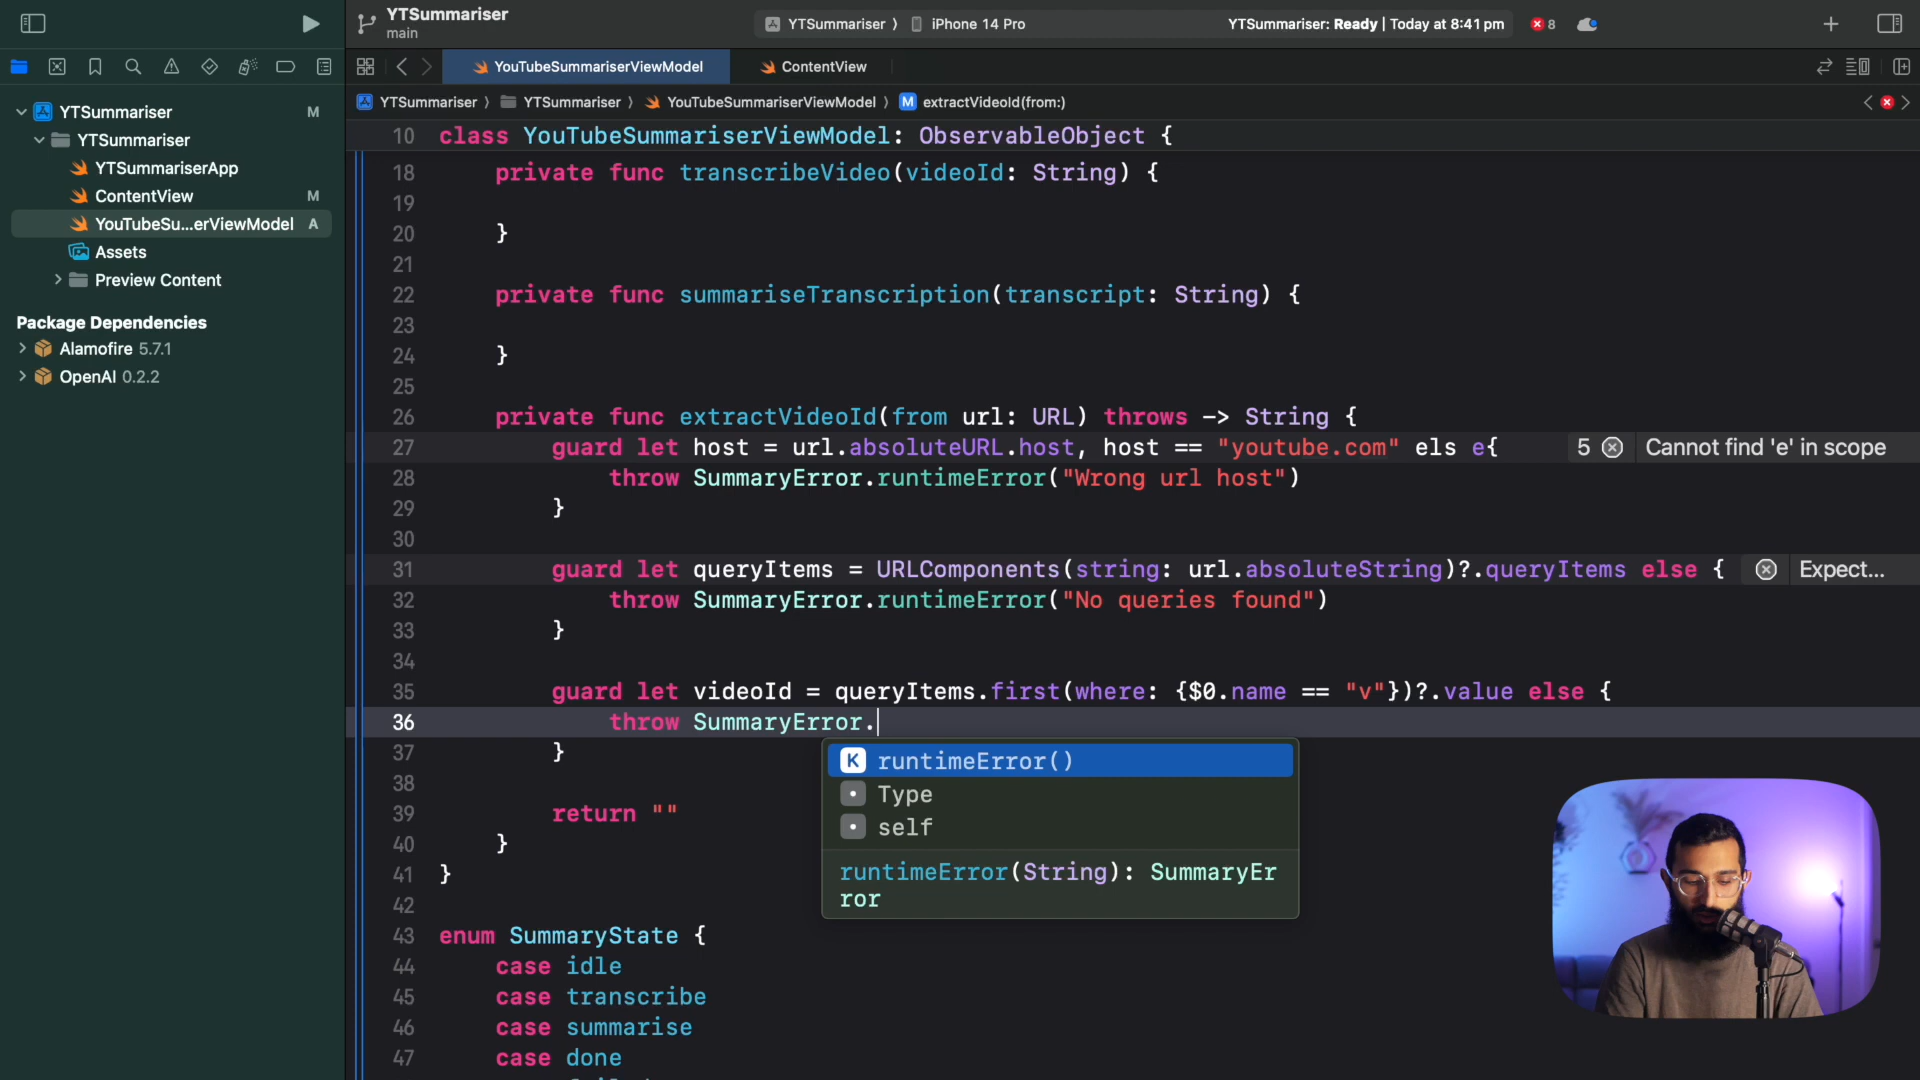 YTSummariser
main
YTSummariser 〉 iPhone 14 Pro
YTSummariser: Ready | Today at 8:41 pm
8
YouTubeSummariserViewModel
ContentView
YTSummariser 〉 YTSummariser 〉 YouTubeSummariserViewModel 〉 M extractVideoId(from:)
YTSummariser M
YTSummariser
YTSummariserApp
ContentView M
YouTubeSu...erViewModel A
Assets
Preview Content
Package Dependencies
Alamofire 5.7.1
OpenAI 0.2.2
10 class YouTubeSummariserViewModel: ObservableObject {
18 private func transcribeVideo(videoId: String) {
19
20 }
21
22 private func summariseTranscription(transcript: String) {
23
24 }
25
26 private func extractVideoId(from url: URL) throws -> String {
27 guard let host = url.absoluteURL.host, host == "youtube.com" els e{ 5 Cannot find 'e' in scope
28 throw SummaryError.runtimeError("Wrong url host")
29 }
30
31 guard let queryItems = URLComponents(string: url.absoluteString)?.queryItems else { Expect...
32 throw SummaryError.runtimeError("No queries found")
33 }
34
35 guard let videoId = queryItems.first(where: {$0.name == "v"})?.value else {
36 throw SummaryError.
37 }
38
39 return ""
40 }
41 }
42
43 enum SummaryState {
44 case idle
45 case transcribe
46 case summarise
47 case done
K runtimeError()
Type
self
runtimeError(String): SummaryEr
ror